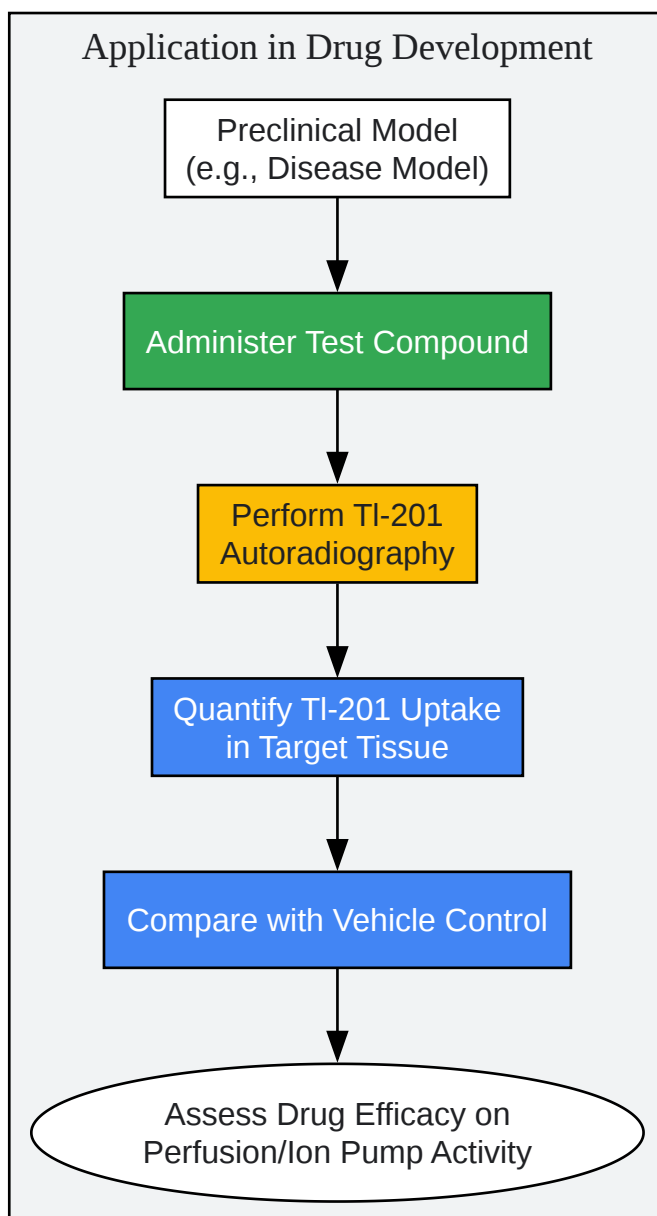 Application in Drug Development
Preclinical Model
(e.g., Disease Model)
Administer Test Compound
Perform Tl-201
Autoradiography
Quantify Tl-201 Uptake
in Target Tissue
Compare with Vehicle Control
Assess Drug Efficacy on
Perfusion/Ion Pump Activity